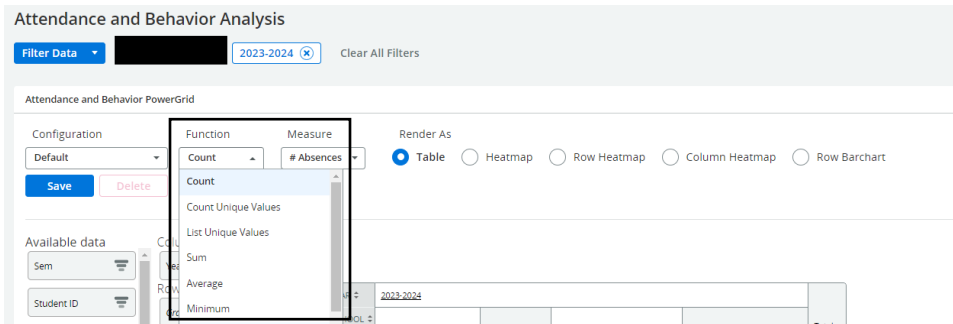 Attendance and Behavior Analysis
Filter Data
2023-2024
Clear All Filters
Attendance and Behavior PowerGrid
Configuration
Function
Measure
Render As
Default
Count
# Absences
Table
Heatmap
Row Heatmap
Column Heatmap
Row Barchart
Save
Delete
Count
Count Unique Values
List Unique Values
Sum
Average
Minimum
Available data
Sem
Student ID
2023-2024